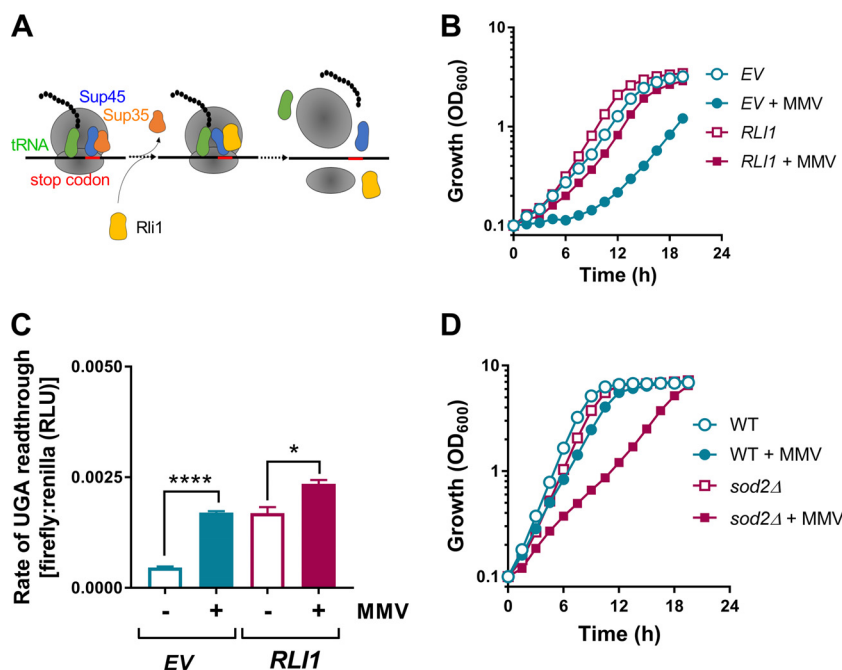 A
Sup45
Sup35
tRNA
stop codon
Rli1
B
Growth (OD600)
10
1
0.1
0
6
12
18
24
Time (h)
EV
EV + MMV
RLI1
RLI1 + MMV
C
Rate of UGA readthrough
[firefly:renilla (RLU)]
0.0050
0.0025
0.0000
****
*
- + - + MMV
EV RLI1
D
Growth (OD600)
10
1
0.1
0
6
12
18
24
Time (h)
WT
WT + MMV
sod2Δ
sod2Δ + MMV